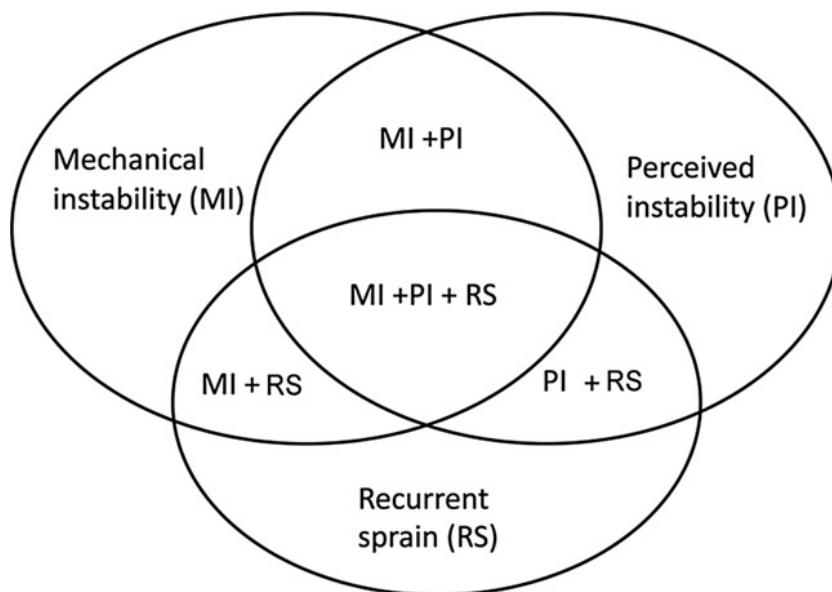 MI +PI
Mechanical
instability (MI)
Perceived
instability (PI)
MI +PI + RS
MI + RS
PI + RS
Recurrent
sprain (RS)